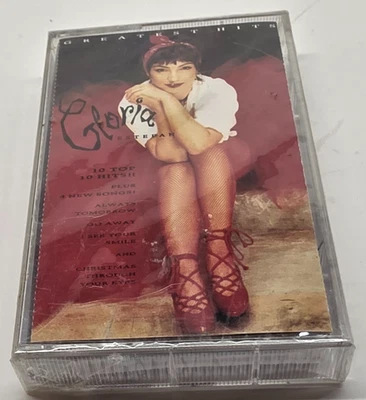 GREATEST HITS
Gloria
ESTEFAN
10 TOP
10 HITS!!
PLUS
4 NEW SONGS!
ALWAYS
TOMORROW
GO AWAY
I SEE YOUR
SMILE
AND
CHRISTMAS
THROUGH
YOUR EYES